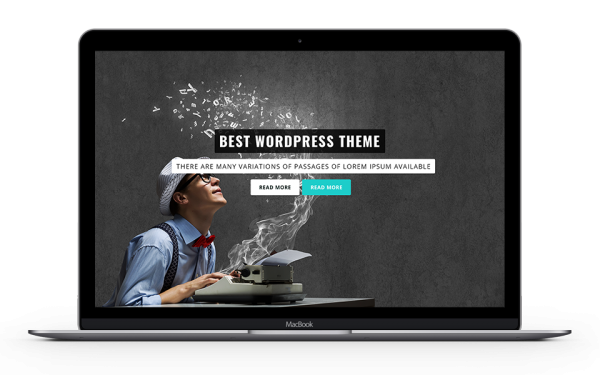 BEST WORDPRESS THEME
THERE ARE MANY VARIATIONS OF PASSAGES OF LOREM IPSUM AVAILABLE
READ MORE
READ MORE
MacBook